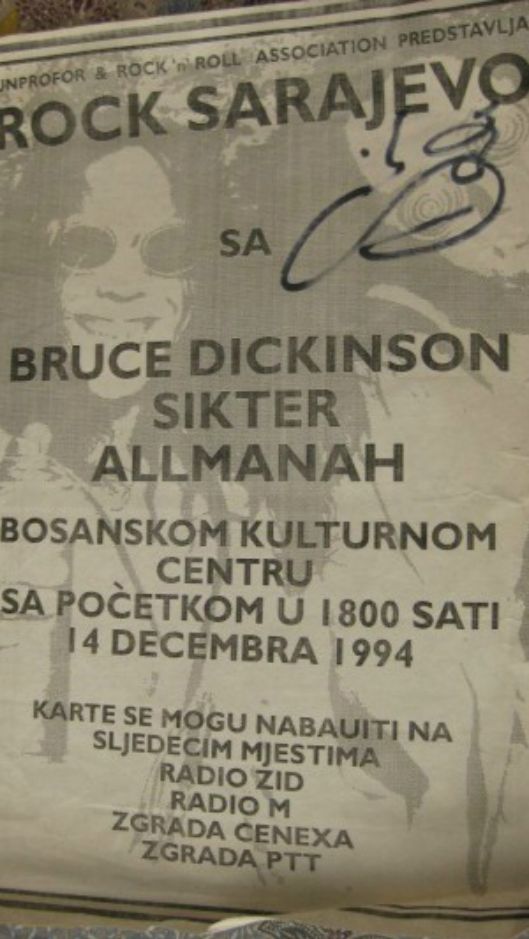 UNPROFOR & ROCK 'n' ROLL ASSOCIATION PREDSTAVLJA
ROCK SARAJEVO
SA
BRUCE DICKINSON
SIKTER
ALLMANAH
BOSANSKOM KULTURNOM
CENTRU
SA POČETKOM U 1800 SATI
14 DECEMBRA 1994
KARTE SE MOGU NABAUITI NA
SLJEDECIM MJESTIMA
RADIO ZID
RADIO M
ZGRADA CENEXA
ZGRADA PTT